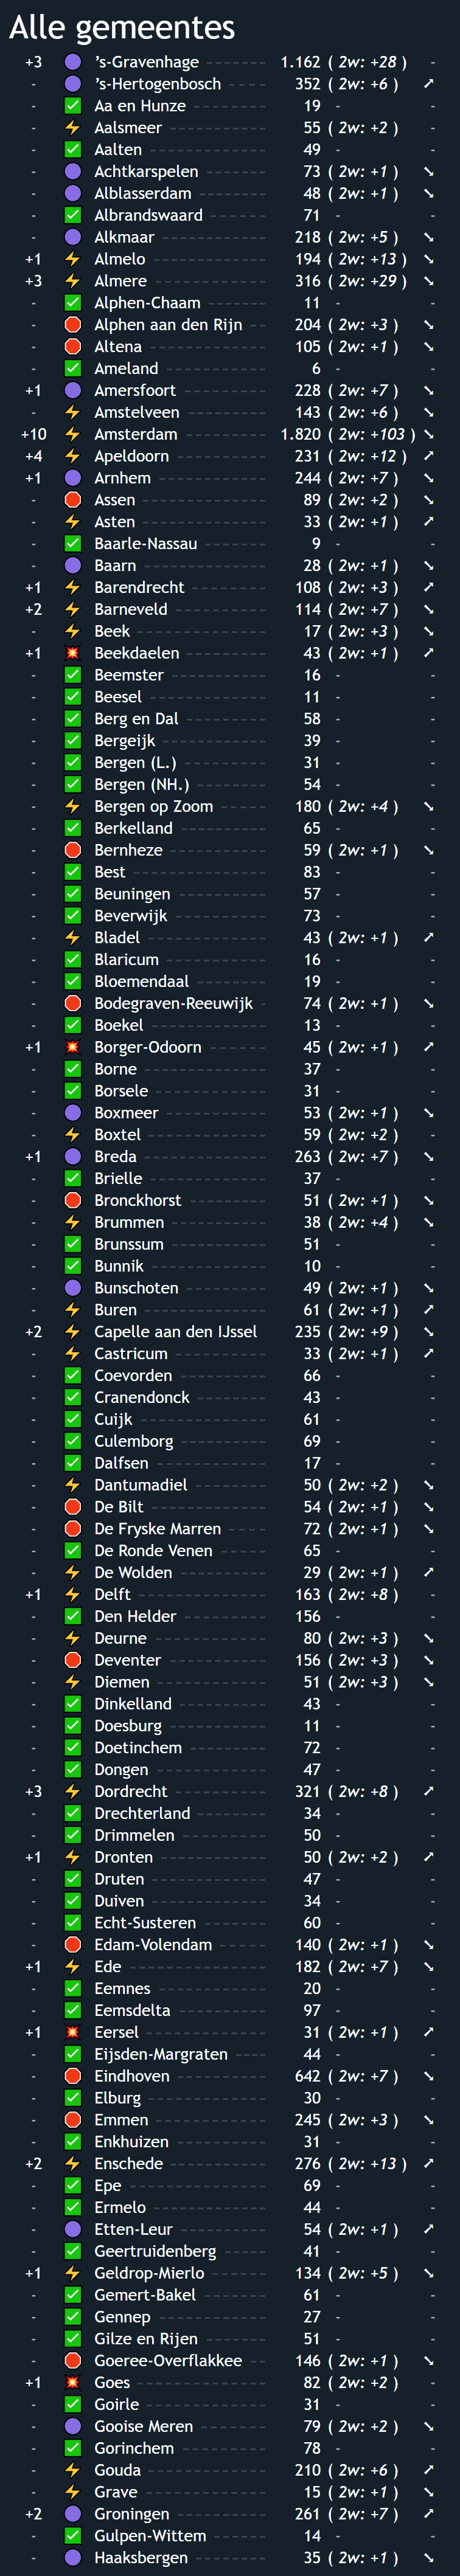 Alle gemeentes
+3 's-Gravenhage 1.162 ( 2w: +28 ) -
- 's-Hertogenbosch 352 ( 2w: +6 ) ➚
- ✅ Aa en Hunze 19 - -
- ⚡ Aalsmeer 55 ( 2w: +2 ) -
- ✅ Aalten 49 - -
- Achtkarspelen 73 ( 2w: +1 ) ➘
- Alblasserdam 48 ( 2w: +1 ) ➘
- ✅ Albrandswaard 71 - -
- Alkmaar 218 ( 2w: +5 ) ➘
+1 ⚡ Almelo 194 ( 2w: +13 ) ➘
+3 ⚡ Almere 316 ( 2w: +29 ) ➘
- ✅ Alphen-Chaam 11 - -
- Alphen aan den Rijn 204 ( 2w: +3 ) ➘
- Altena 105 ( 2w: +1 ) ➘
- ✅ Ameland 6 - -
+1 Amersfoort 228 ( 2w: +7 ) ➘
- ⚡ Amstelveen 143 ( 2w: +6 ) ➘
+10 ⚡ Amsterdam 1.820 ( 2w: +103 ) ➘
+4 ⚡ Apeldoorn 231 ( 2w: +12 ) ➚
+1 Arnhem 244 ( 2w: +7 ) ➘
- Assen 89 ( 2w: +2 ) ➘
- ⚡ Asten 33 ( 2w: +1 ) ➚
- ✅ Baarle-Nassau 9 - -
- Baarn 28 ( 2w: +1 ) ➘
+1 ⚡ Barendrecht 108 ( 2w: +3 ) ➚
+2 ⚡ Barneveld 114 ( 2w: +7 ) ➘
- ⚡ Beek 17 ( 2w: +3 ) ➘
+1 Beekdaelen 43 ( 2w: +1 ) ➚
- ✅ Beemster 16 - -
- ✅ Beesel 11 - -
- ✅ Berg en Dal 58 - -
- ✅ Bergeijk 39 - -
- ✅ Bergen (L.) 31 - -
- ✅ Bergen (NH.) 54 - -
- ⚡ Bergen op Zoom 180 ( 2w: +4 ) ➘
- ✅ Berkelland 65 - -
- Bernheze 59 ( 2w: +1 ) ➘
- ✅ Best 83 - -
- ✅ Beuningen 57 - -
- ✅ Beverwijk 73 - -
- ⚡ Bladel 43 ( 2w: +1 ) ➚
- ✅ Blaricum 16 - -
- ✅ Bloemendaal 19 - -
- Bodegraven-Reeuwijk 74 ( 2w: +1 ) ➘
- ✅ Boekel 13 - -
+1 Borger-Odoorn 45 ( 2w: +1 ) ➚
- ✅ Borne 37 - -
- ✅ Borsele 31 - -
- Boxmeer 53 ( 2w: +1 ) ➘
- ⚡ Boxtel 59 ( 2w: +2 ) -
+1 Breda 263 ( 2w: +7 ) ➘
- ✅ Brielle 37 - -
- Bronckhorst 51 ( 2w: +1 ) ➘
- ⚡ Brummen 38 ( 2w: +4 ) ➘
- ✅ Brunssum 51 - -
- ✅ Bunnik 10 - -
- Bunschoten 49 ( 2w: +1 ) ➘
- ⚡ Buren 61 ( 2w: +1 ) ➚
+2 ⚡ Capelle aan den IJssel 235 ( 2w: +9 ) ➘
- ⚡ Castricum 33 ( 2w: +1 ) ➚
- ✅ Coevorden 66 - -
- ✅ Cranendonck 43 - -
- ✅ Cuijk 61 - -
- ✅ Culemborg 69 - -
- ✅ Dalfsen 17 - -
- ⚡ Dantumadiel 50 ( 2w: +2 ) ➘
- De Bilt 54 ( 2w: +1 ) ➘
- De Fryske Marren 72 ( 2w: +1 ) ➘
- ✅ De Ronde Venen 65 - -
- ⚡ De Wolden 29 ( 2w: +1 ) ➚
+1 ⚡ Delft 163 ( 2w: +8 ) -
- ✅ Den Helder 156 - -
- ⚡ Deurne 80 ( 2w: +3 ) ➘
- Deventer 156 ( 2w: +3 ) ➘
- ⚡ Diemen 51 ( 2w: +3 ) ➘
- ✅ Dinkelland 43 - -
- ✅ Doesburg 11 - -
- ✅ Doetinchem 72 - -
- ✅ Dongen 47 - -
+3 ⚡ Dordrecht 321 ( 2w: +8 ) ➚
- ✅ Drechterland 34 - -
- ✅ Drimmelen 50 - -
+1 ⚡ Dronten 50 ( 2w: +2 ) ➚
- ✅ Druten 47 - -
- ✅ Duiven 34 - -
- ✅ Echt-Susteren 60 - -
- Edam-Volendam 140 ( 2w: +1 ) ➘
+1 ⚡ Ede 182 ( 2w: +7 ) ➘
- ✅ Eemnes 20 - -
- ✅ Eemsdelta 97 - -
+1 Eersel 31 ( 2w: +1 ) ➚
- ✅ Eijsden-Margraten 44 - -
- Eindhoven 642 ( 2w: +7 ) ➘
- ✅ Elburg 30 - -
- Emmen 245 ( 2w: +3 ) ➘
- ✅ Enkhuizen 31 - -
+2 ⚡ Enschede 276 ( 2w: +13 ) ➚
- ✅ Epe 69 - -
- ✅ Ermelo 44 - -
- Etten-Leur 54 ( 2w: +1 ) ➚
- ✅ Geertruidenberg 41 - -
+1 ⚡ Geldrop-Mierlo 134 ( 2w: +5 ) ➘
- ✅ Gemert-Bakel 61 - -
- ✅ Gennep 27 - -
- ✅ Gilze en Rijen 51 - -
- Goeree-Overflakkee 146 ( 2w: +1 ) ➘
+1 Goes 82 ( 2w: +2 ) -
- ✅ Goirle 31 - -
- Gooise Meren 79 ( 2w: +2 ) ➘
- ✅ Gorinchem 78 - -
- ⚡ Gouda 210 ( 2w: +6 ) ➚
- ⚡ Grave 15 ( 2w: +1 ) ➘
+2 Groningen 261 ( 2w: +7 ) ➚
- ✅ Gulpen-Wittem 14 - -
- Haaksbergen 35 ( 2w: +1 ) ➘